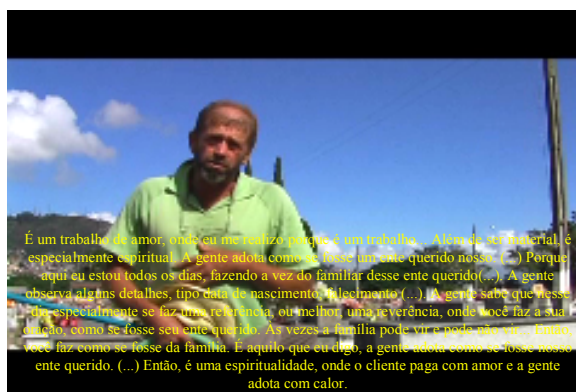 É um trabalho de amor, onde eu me realizo porque é um trabalho... Além de ser material, é
especialmente espiritual. A gente adota como se fosse um ente querido nosso. (...) Porque
aqui eu estou todos os dias, fazendo a vez do familiar desse ente querido(...). A gente
observa alguns detalhes, tipo data de nascimento, falecimento (...). A gente sabe que nesse
dia especialmente se faz uma referência, ou melhor, uma reverência, onde você faz a sua
oração, como se fosse seu ente querido. Às vezes a família pode vir e pode não vir... Então,
você faz como se fosse da família. É aquilo que eu digo, a gente adota como se fosse nosso
ente querido. (...) Então, é uma espiritualidade, onde o cliente paga com amor e a gente
adota com calor.